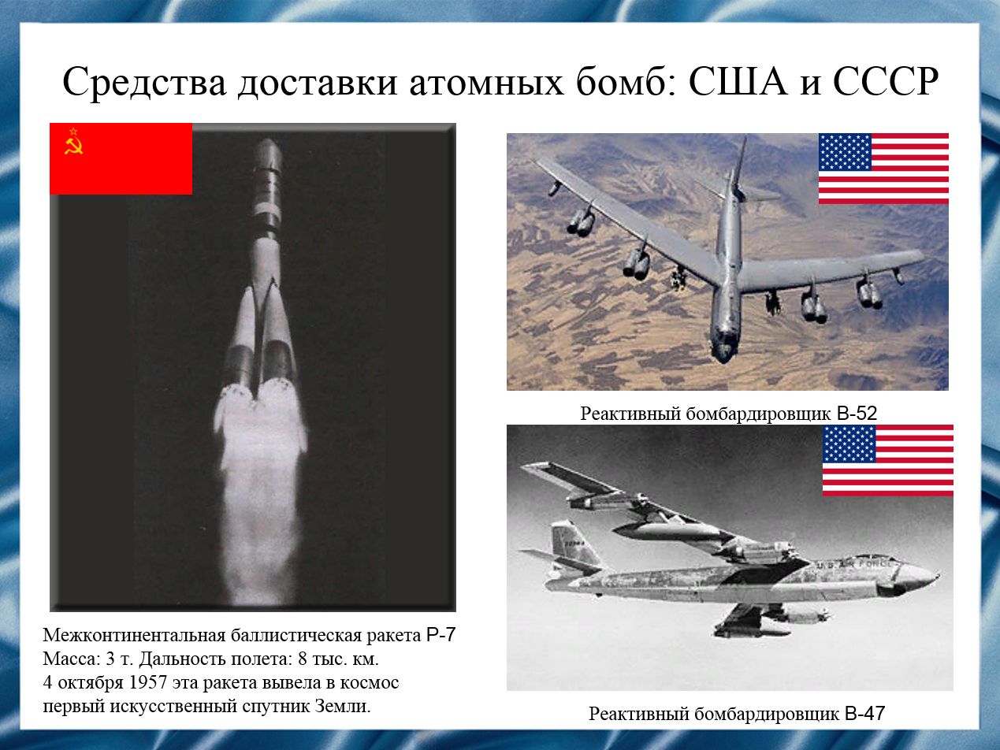 Средства доставки атомных бомб: США и СССР
Реактивный бомбардировщик B-52
U.S. AIR FORCE
Межконтинентальная баллистическая ракета Р-7
Масса: 3 т. Дальность полета: 8 тыс. км.
4 октября 1957 эта ракета вывела в космос
первый искусственный спутник Земли.
Реактивный бомбардировщик B-47